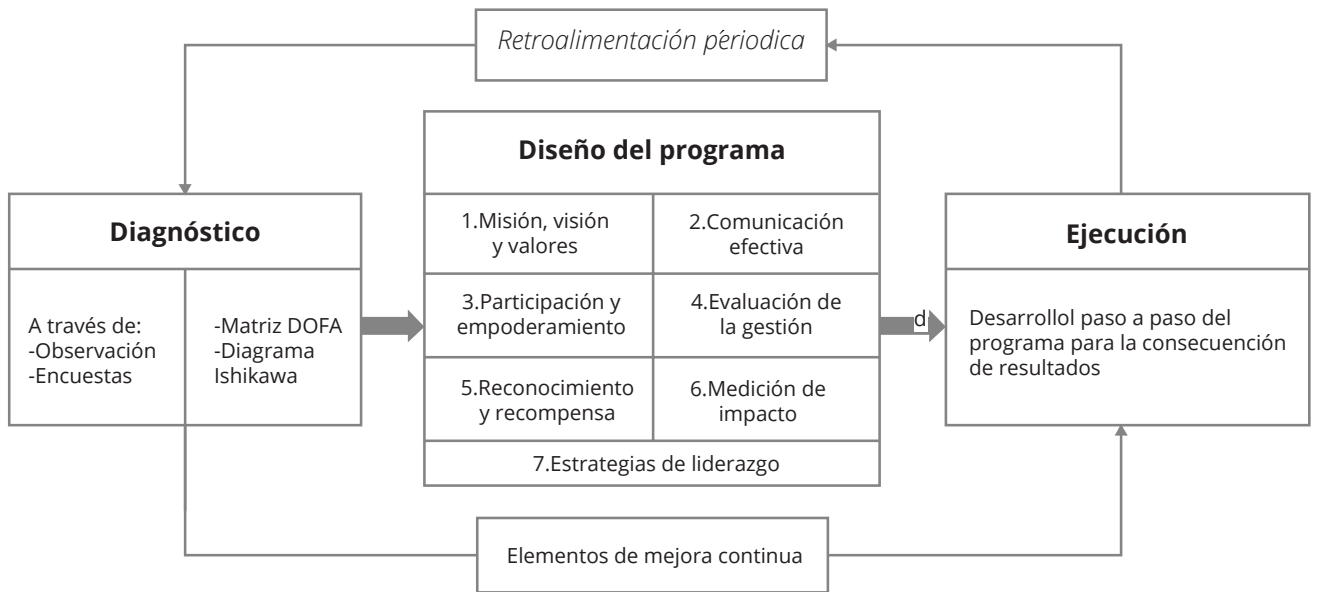 Retroalimentación ṕeriodica
Diagnóstico
A través de:
-Observación
-Encuestas
-Matriz DOFA
-Diagrama
Ishikawa
Diseño del programa
1.Misión, visión
y valores
2.Comunicación
efectiva
3.Participación y
empoderamiento
4.Evaluación de
la gestión
5.Reconocimiento
y recompensa
6.Medición de
impacto
7.Estrategias de liderazgo
d
Ejecución
Desarrollol paso a paso del
programa para la consecuención
de resultados
Elementos de mejora continua